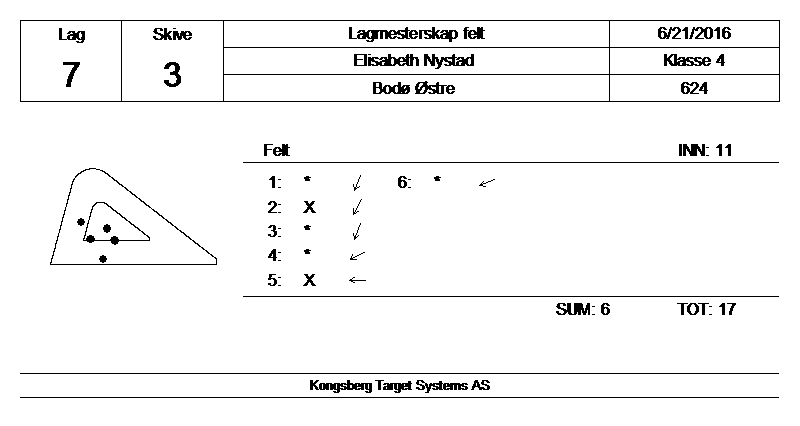 Lag Skive Lagmesterskap felt 6/21/2016
7 3 Elisabeth Nystad Klasse 4
Bodø Østre 624
Felt INN: 11
1: * ↙ 6: * ↙
2: X ↙
3: * ↙
4: * ↙
5: X ←
SUM: 6 TOT: 17
Kongsberg Target Systems AS